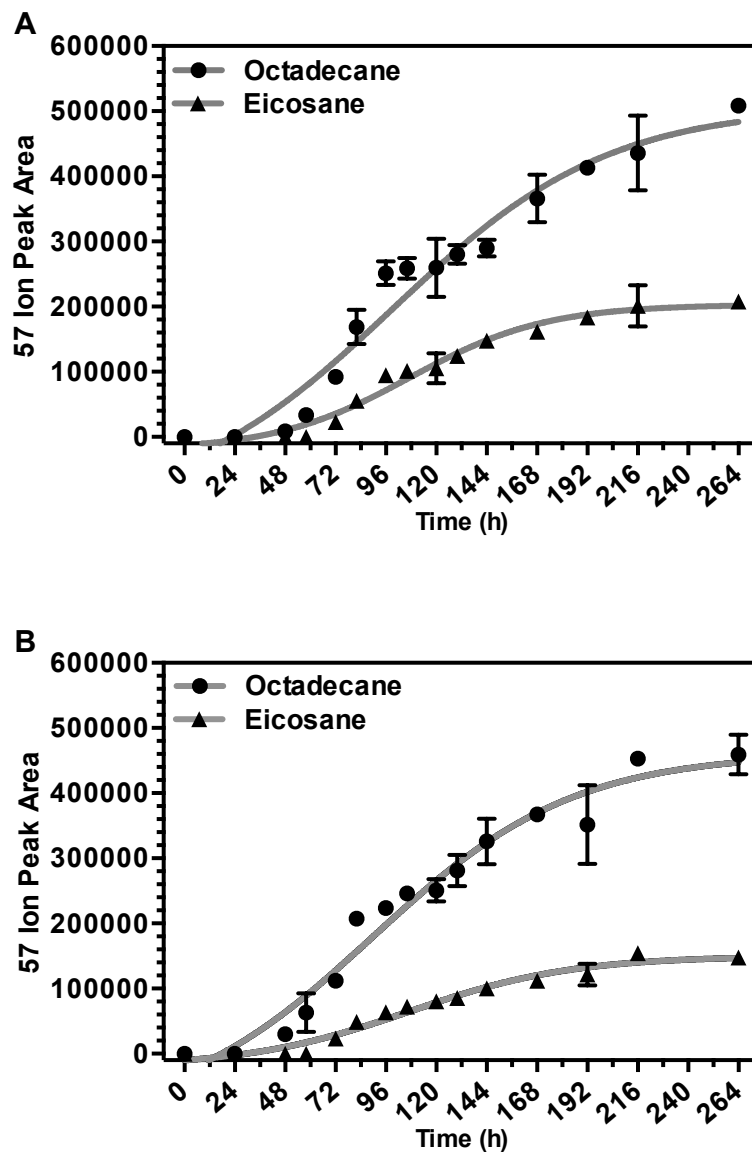 A
600000
500000
400000
300000
200000
100000
0
57 Ion Peak Area
Octadecane
Eicosane
0 24 48 72 96 120 144 168 192 216 240 264
Time (h)
B
600000
500000
400000
300000
200000
100000
0
57 Ion Peak Area
Octadecane
Eicosane
0 24 48 72 96 120 144 168 192 216 240 264
Time (h)